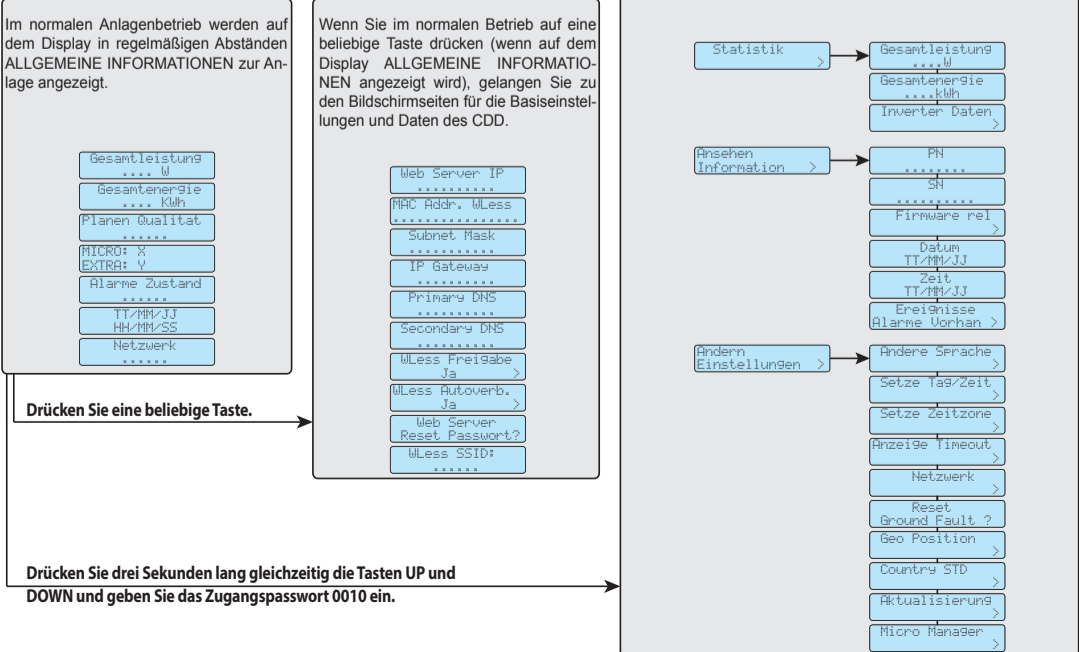 Im normalen Anlagenbetrieb werden auf
dem Display in regelmäßigen Abständen
ALLGEMEINE INFORMATIONEN zur An-
lage angezeigt.
Gesamtleistung
.... W
Gesamtenergie
.... KWh
Planen Qualitat
......
MICRO: X
EXTRA: Y
Alarme Zustand
......
TT/MM/JJ
HH/MM/SS
Netzwerk
......
Drücken Sie eine beliebige Taste.
Wenn Sie im normalen Betrieb auf eine
beliebige Taste drücken (wenn auf dem
Display ALLGEMEINE INFORMATIO-
NEN angezeigt wird), gelangen Sie zu
den Bildschirmseiten für die Basiseinstel-
lungen und Daten des CDD.
Web Server IP
..........
MAC Addr. WLess
................
Subnet Mask
...........
IP Gateway
..........
Primary DNS
..........
Secondary DNS
..........
WLess Freigabe
Ja >
WLess Autoverb.
Ja >
Web Server
Reset Passwort?
WLess SSID:
......
Drücken Sie drei Sekunden lang gleichzeitig die Tasten UP und
DOWN und geben Sie das Zugangspasswort 0010 ein.
Statistik
>
Gesamtleistung
....W
Gesamtenergie
....kWh
Inverter Daten
>
Ansehen
Information >
PN
........
SN
..........
Firmware rel
>
Datum
TT/MM/JJ
Zeit
TT/MM/JJ
Ereignisse
Alarme Vorhan >
Andern
Einstellungen >
Andere Sprache
>
Setze Tag/Zeit
>
Setze Zeitzone
>
Anzeige Timeout
>
Netzwerk
>
Reset
Ground Fault ?
Geo Position
>
Country STD
>
Aktualisierung
>
Micro Manager
>